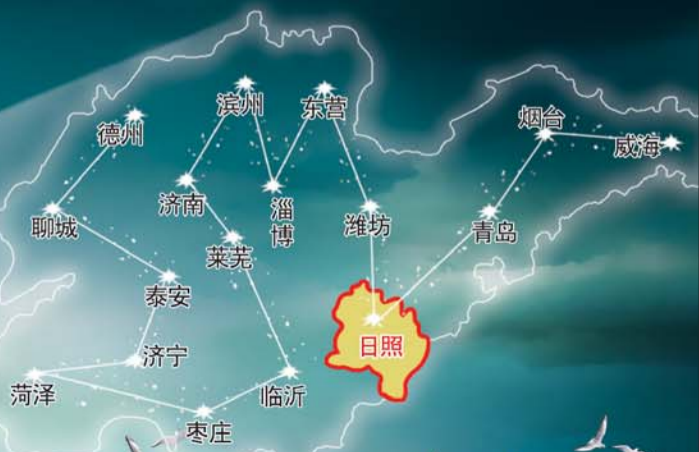 滨州
东营
烟台
德州
威海
济南
淄博
潍坊
聊城
青岛
莱芜
泰安
日照
济宁
菏泽
临沂
枣庄